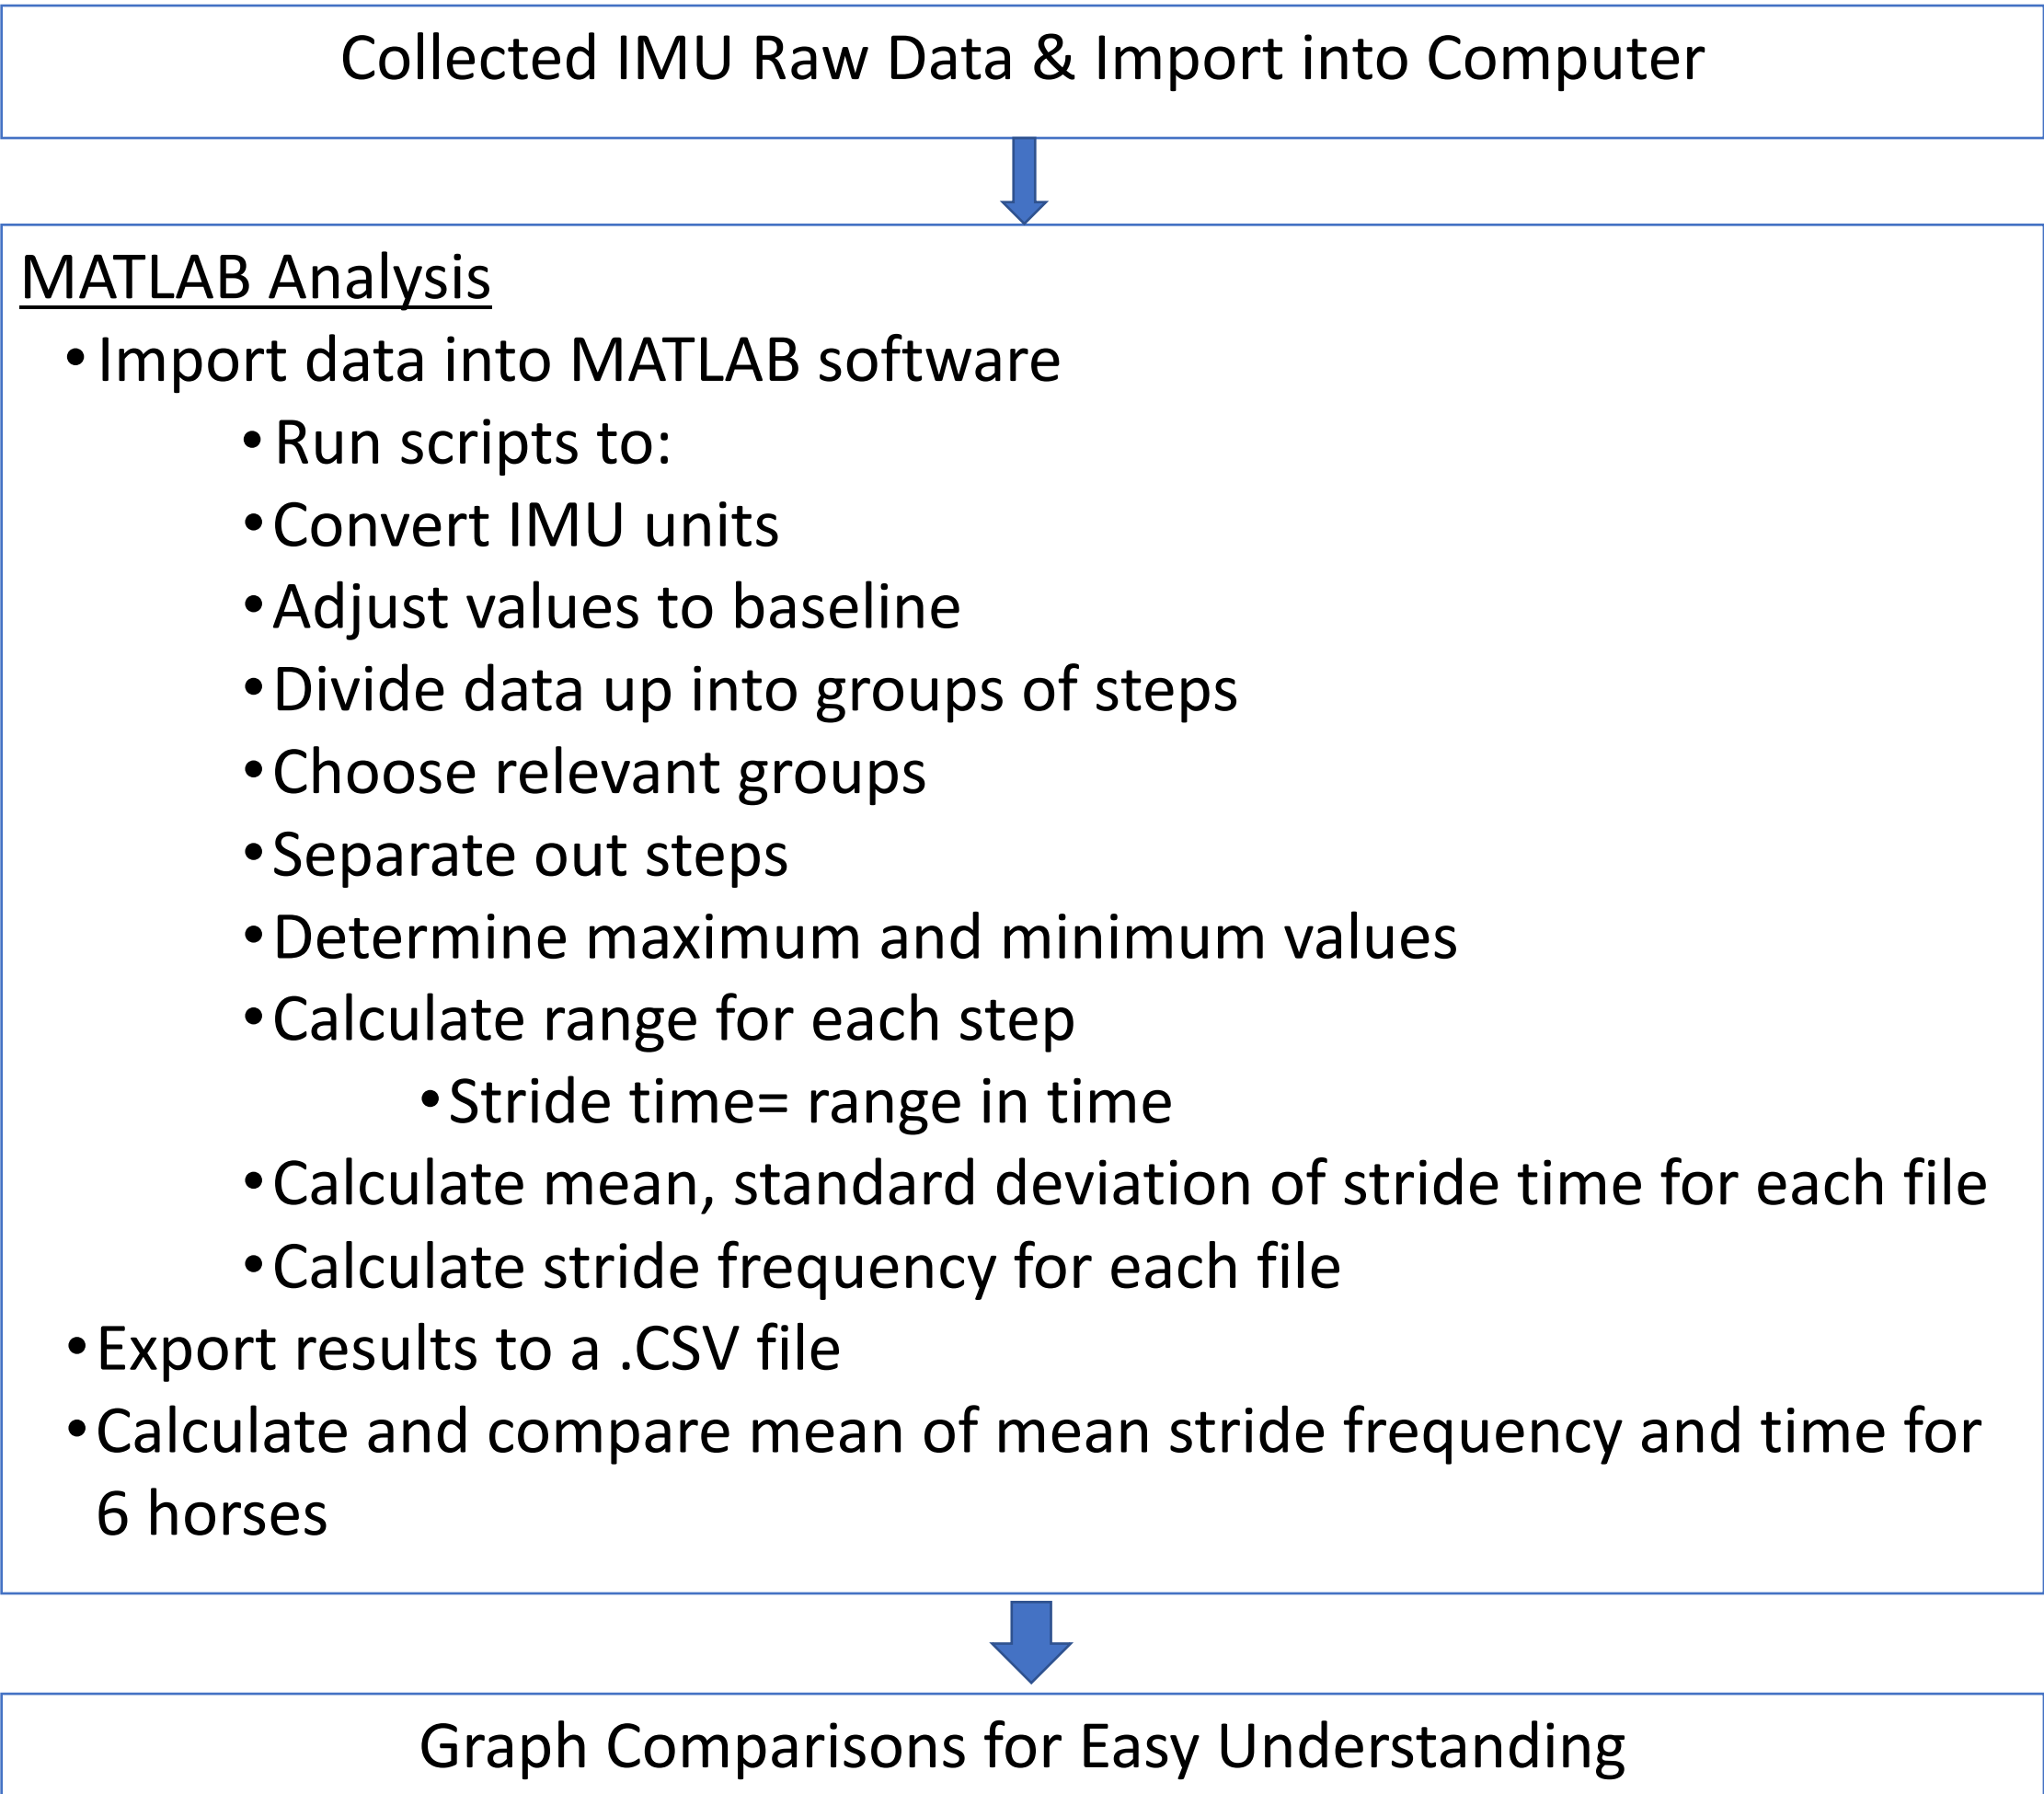 Collected IMU Raw Data & Import into Computer
MATLAB Analysis
•Import data into MATLAB software
•Run scripts to:
•Convert IMU units
•Adjust values to baseline
•Divide data up into groups of steps
•Choose relevant groups
•Separate out steps
•Determine maximum and minimum values
•Calculate range for each step
•Stride time= range in time
•Calculate mean, standard deviation of stride time for each file
•Calculate stride frequency for each file
•Export results to a .CSV file
•Calculate and compare mean of mean stride frequency and time for
6 horses
Graph Comparisons for Easy Understanding